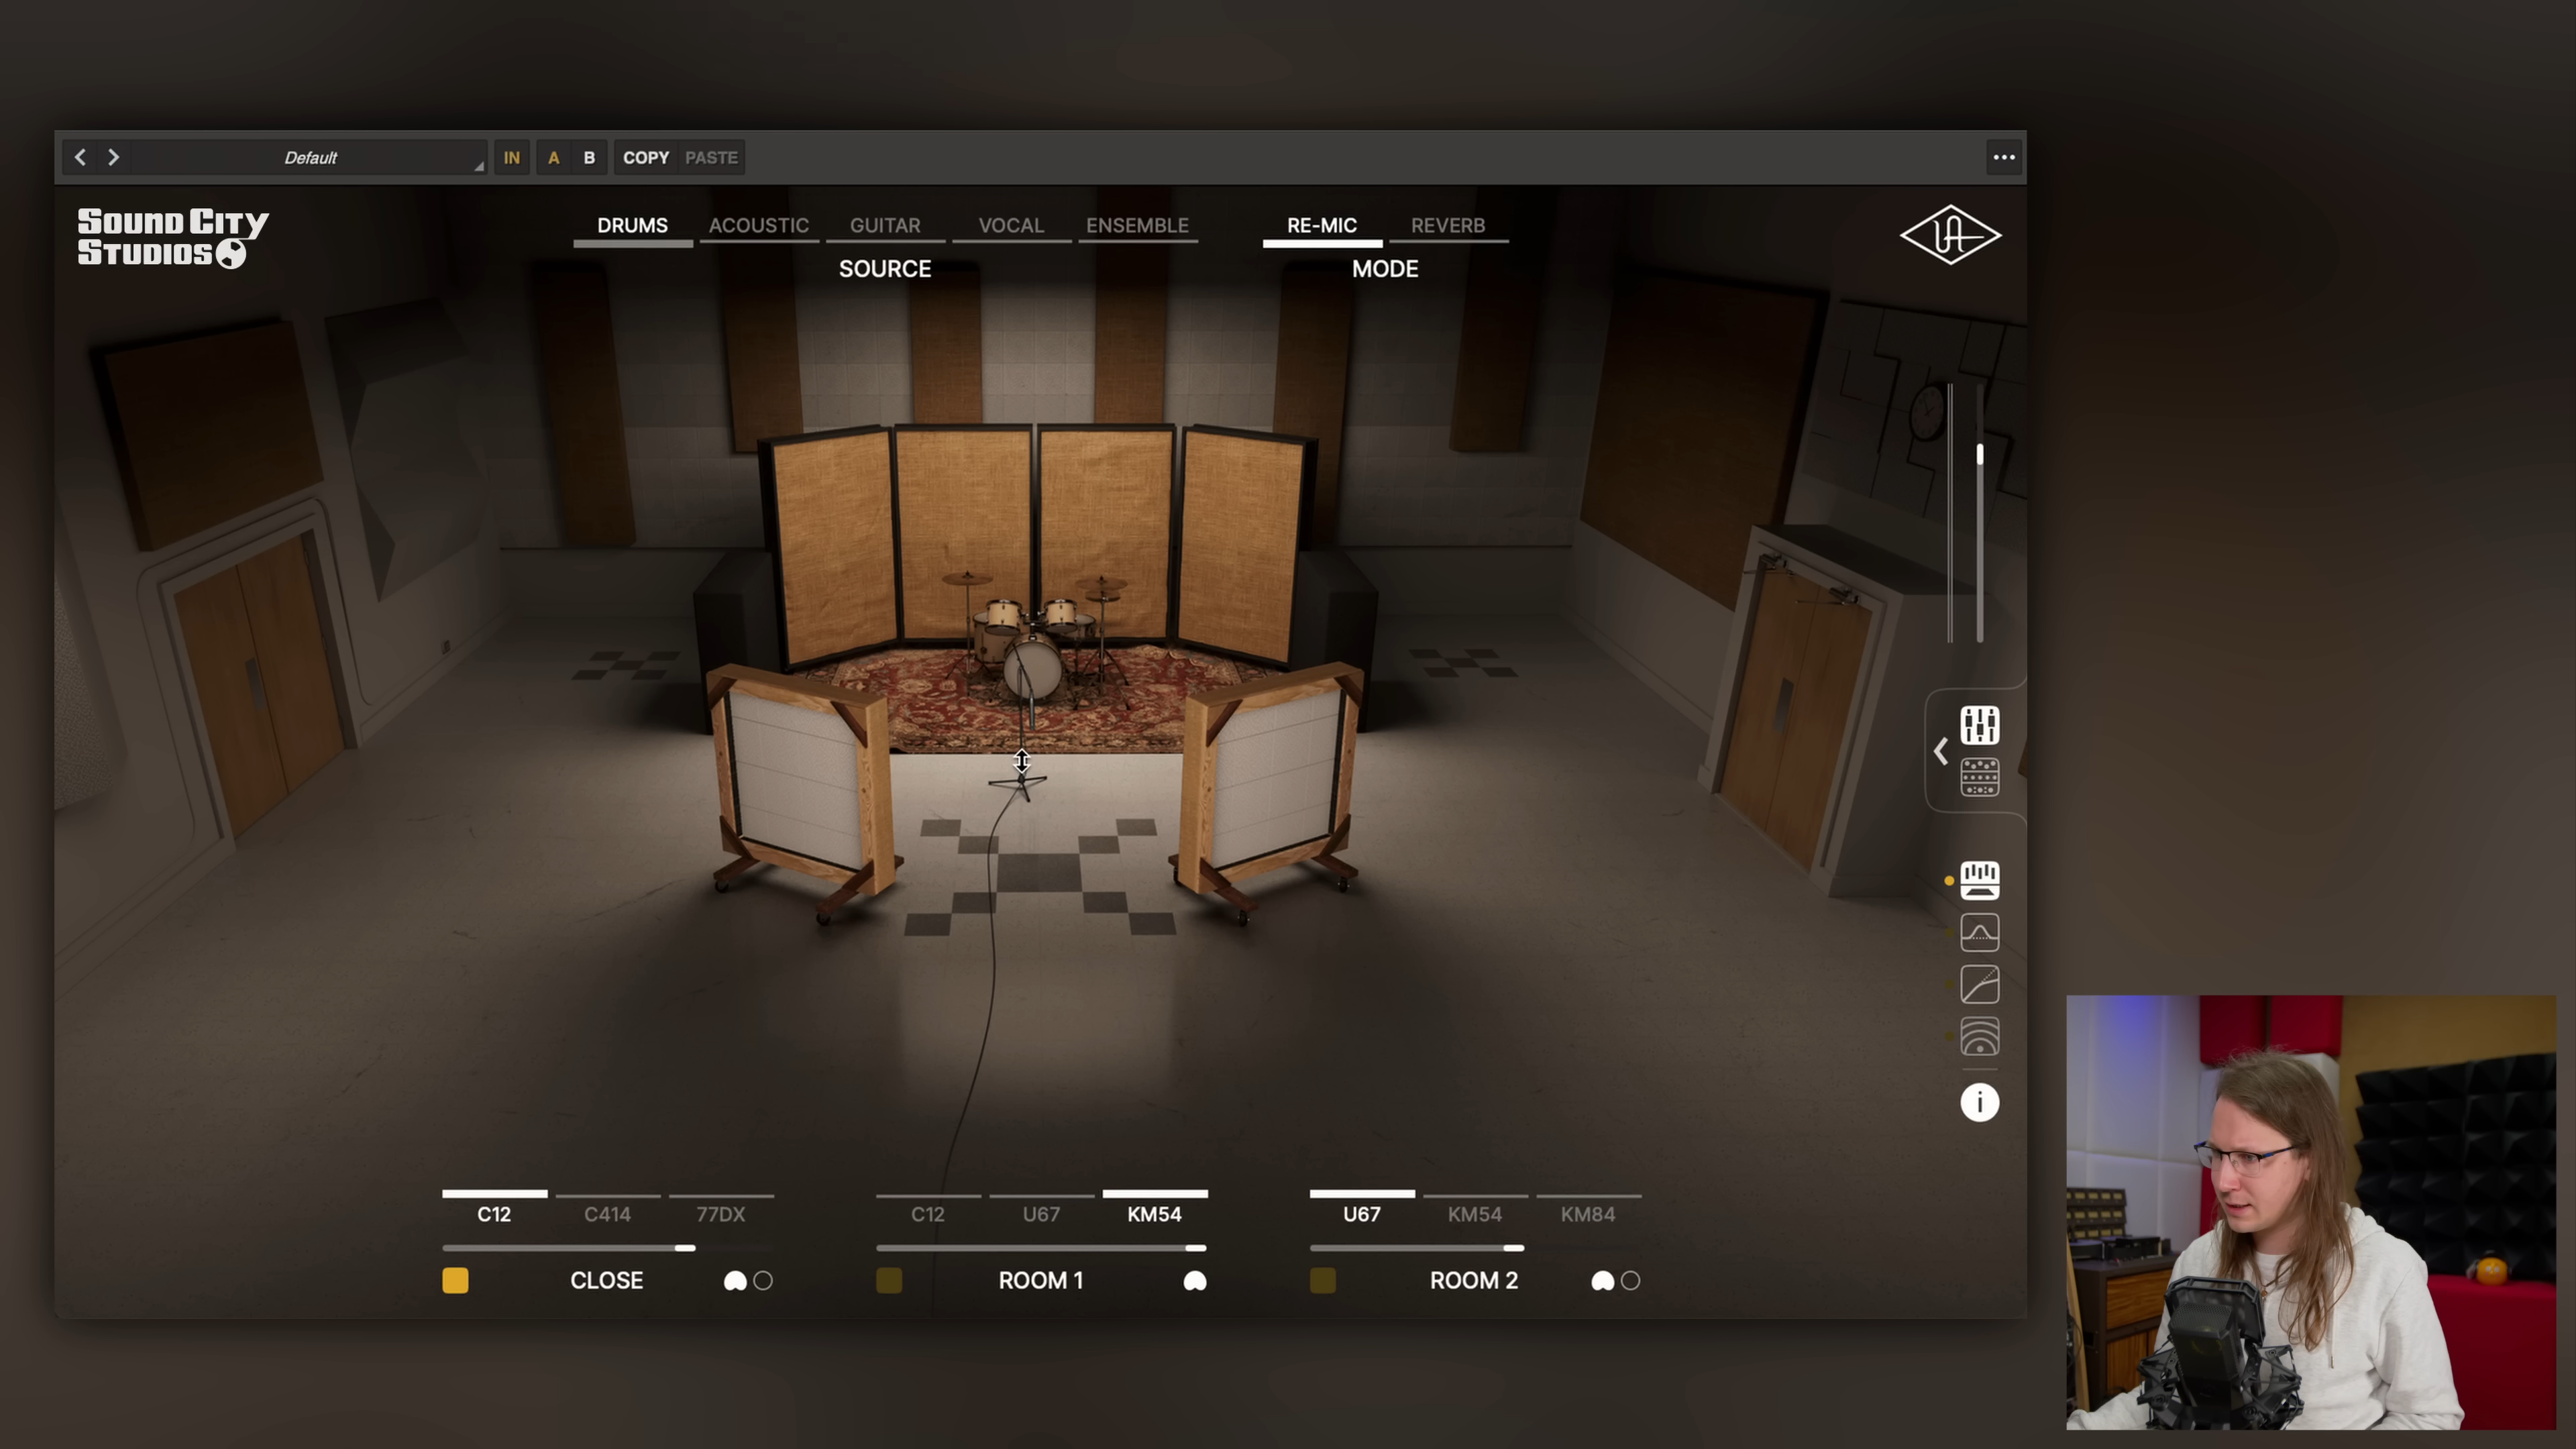 Default IN A B COPY PASTE
SOUND CITY
STUDIOS
DRUMS ACOUSTIC GUITAR VOCAL ENSEMBLE RE-MIC REVERB
SOURCE MODE
UA
C12 C414 77DX C12 U67 KM54 U67 KM54 KM84
CLOSE ROOM 1 ROOM 2
i